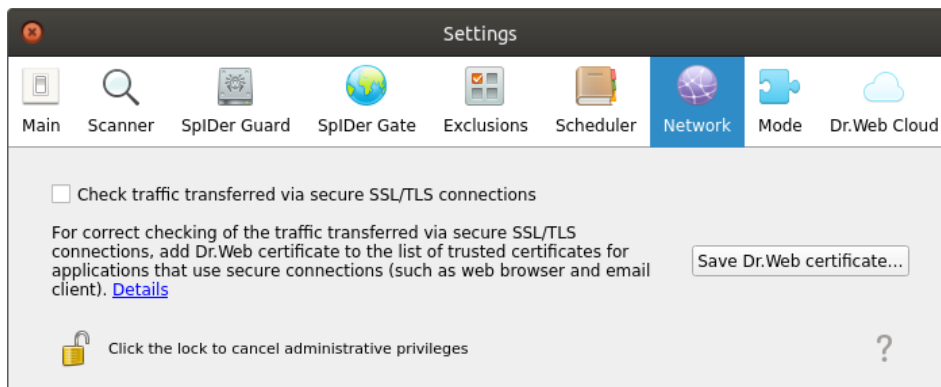 Settings
Main Scanner SpIDer Guard SpIDer Gate Exclusions Scheduler Network Mode Dr.Web Cloud
Check traffic transferred via secure SSL/TLS connections
For correct checking of the traffic transferred via secure SSL/TLS
connections, add Dr.Web certificate to the list of trusted certificates for
applications that use secure connections (such as web browser and email
client). Details
Save Dr.Web certificate...
Click the lock to cancel administrative privileges
?